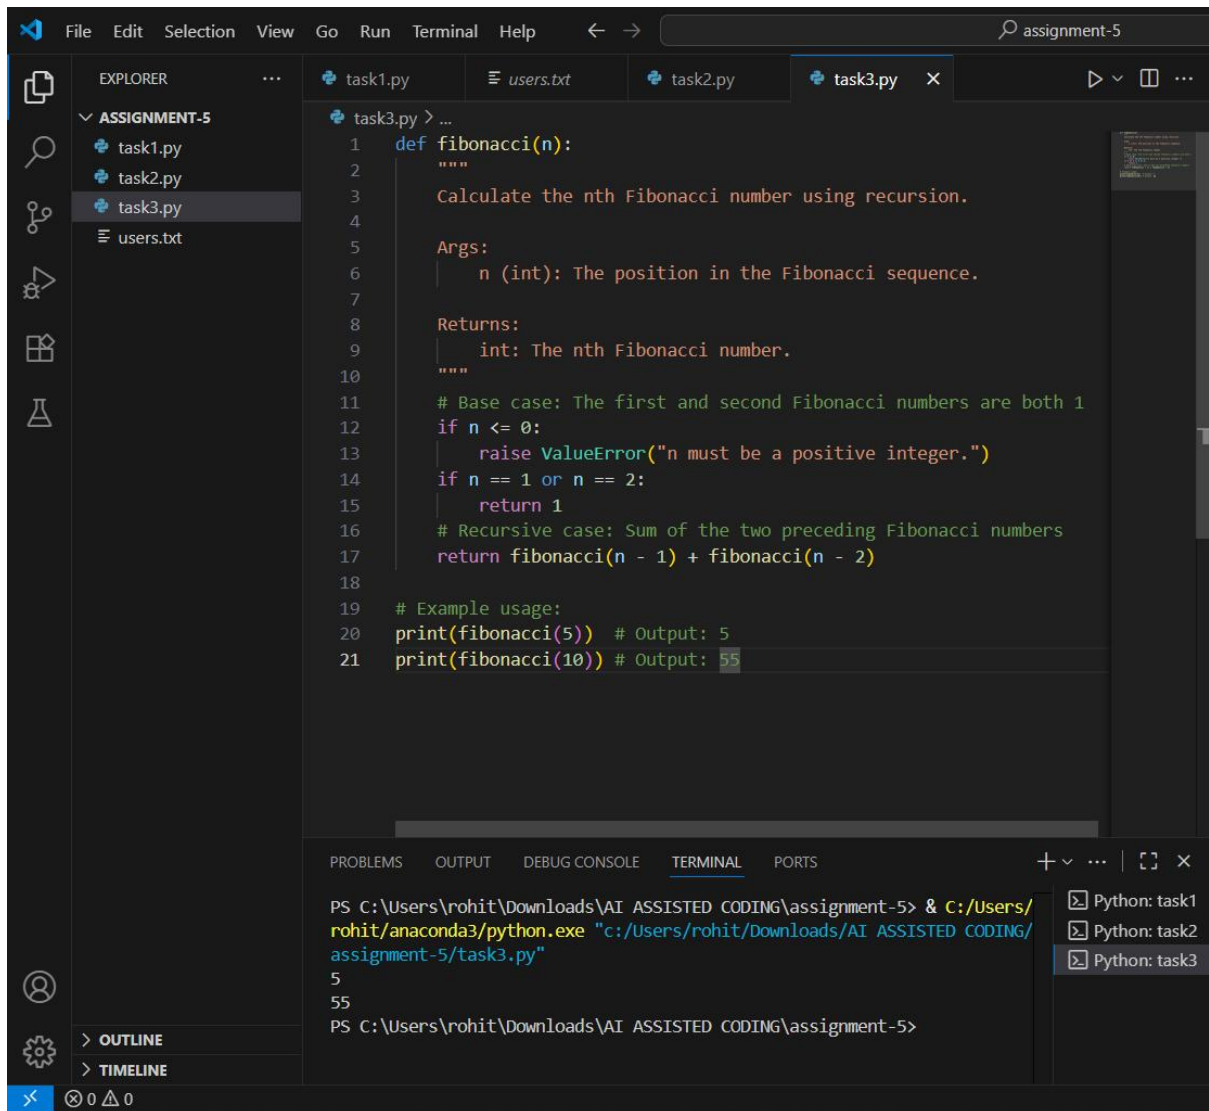 File Edit Selection View Go Run Terminal Help ← → assignment-5
EXPLORER ...
task1.py users.txt task2.py task3.py ×
ASSIGNMENT-5
task1.py
task2.py
task3.py
users.txt
task3.py > ...
1 def fibonacci(n):
2     """
3     Calculate the nth Fibonacci number using recursion.
4
5     Args:
6         n (int): The position in the Fibonacci sequence.
7
8     Returns:
9         int: The nth Fibonacci number.
10     """
11     # Base case: The first and second Fibonacci numbers are both 1
12     if n <= 0:
13         raise ValueError("n must be a positive integer.")
14     if n == 1 or n == 2:
15         return 1
16     # Recursive case: Sum of the two preceding Fibonacci numbers
17     return fibonacci(n - 1) + fibonacci(n - 2)
18
19 # Example usage:
20 print(fibonacci(5))  # Output: 5
21 print(fibonacci(10)) # Output: 55
PROBLEMS OUTPUT DEBUG CONSOLE TERMINAL PORTS
PS C:\Users\rohit\Downloads\AI ASSISTED CODING\assignment-5> & C:/Users/
rohit/anaconda3/python.exe "c:/Users/rohit/Downloads/AI ASSISTED CODING/
assignment-5/task3.py"
5
55
PS C:\Users\rohit\Downloads\AI ASSISTED CODING\assignment-5>
Python: task1
Python: task2
Python: task3
OUTLINE
TIMELINE
0 0